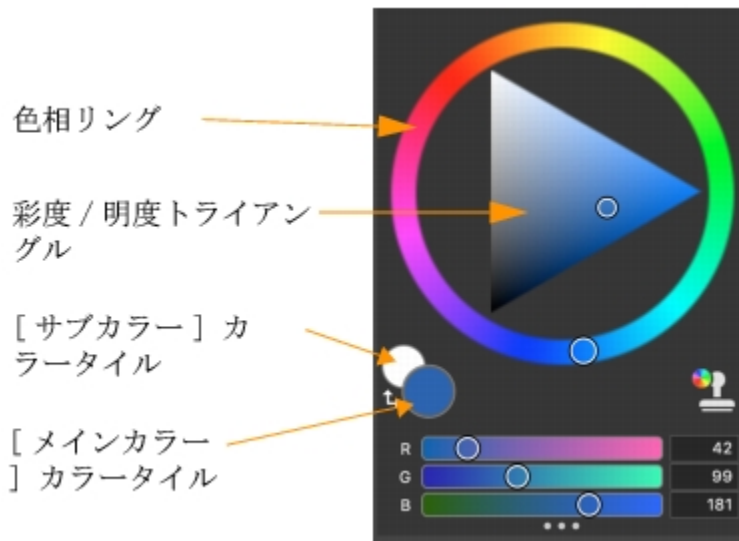 色相リング
彩度 / 明度トライアン
グル
[ サブカラー ] カ
ラータイル
[ メインカラー
] カラータイル
R 42
G 99
B 181